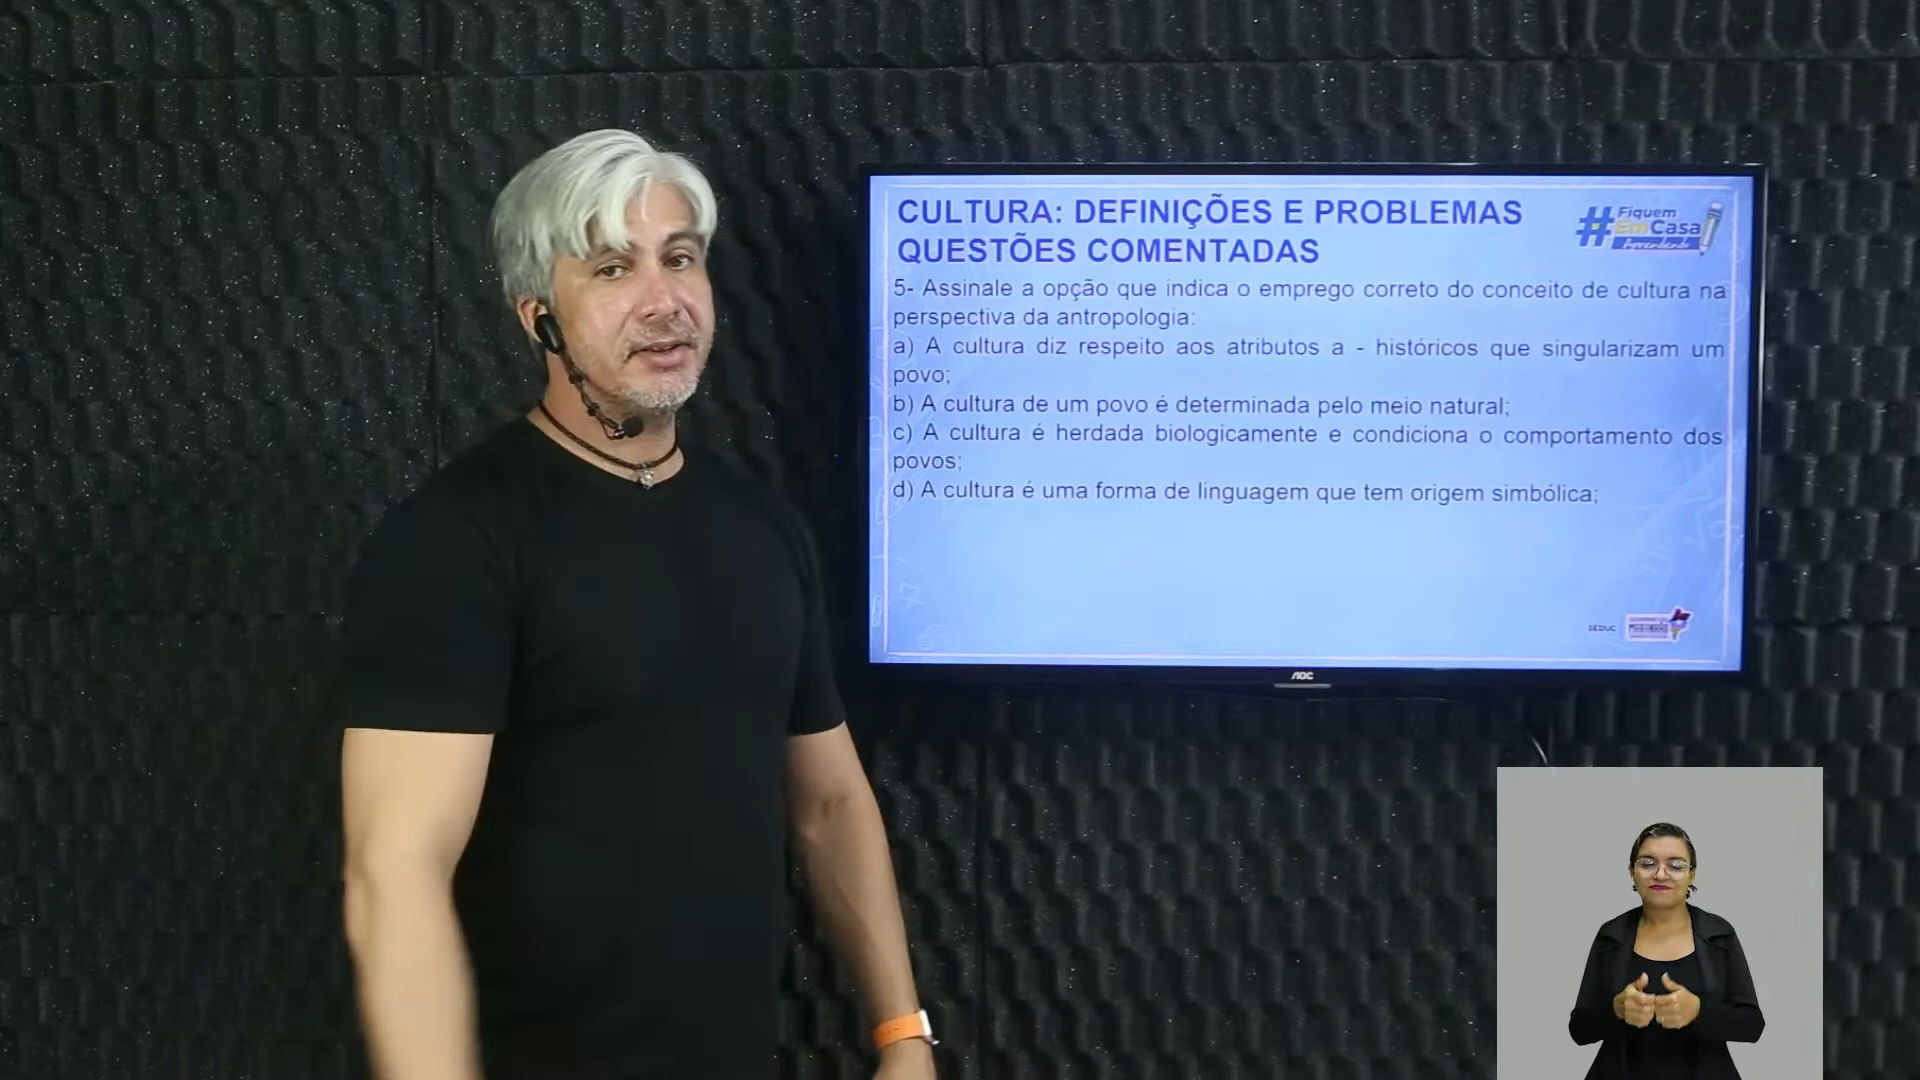 CULTURA: DEFINIÇÕES E PROBLEMAS
QUESTÕES COMENTADAS
#Fiquem
EmCasa
Aprendendo
5- Assinale a opção que indica o emprego correto do conceito de cultura na
perspectiva da antropologia:
a) A cultura diz respeito aos atributos a - históricos que singularizam um
povo;
b) A cultura de um povo é determinada pelo meio natural;
c) A cultura é herdada biologicamente e condiciona o comportamento dos
povos;
d) A cultura é uma forma de linguagem que tem origem simbólica;
SEDUC
AOC